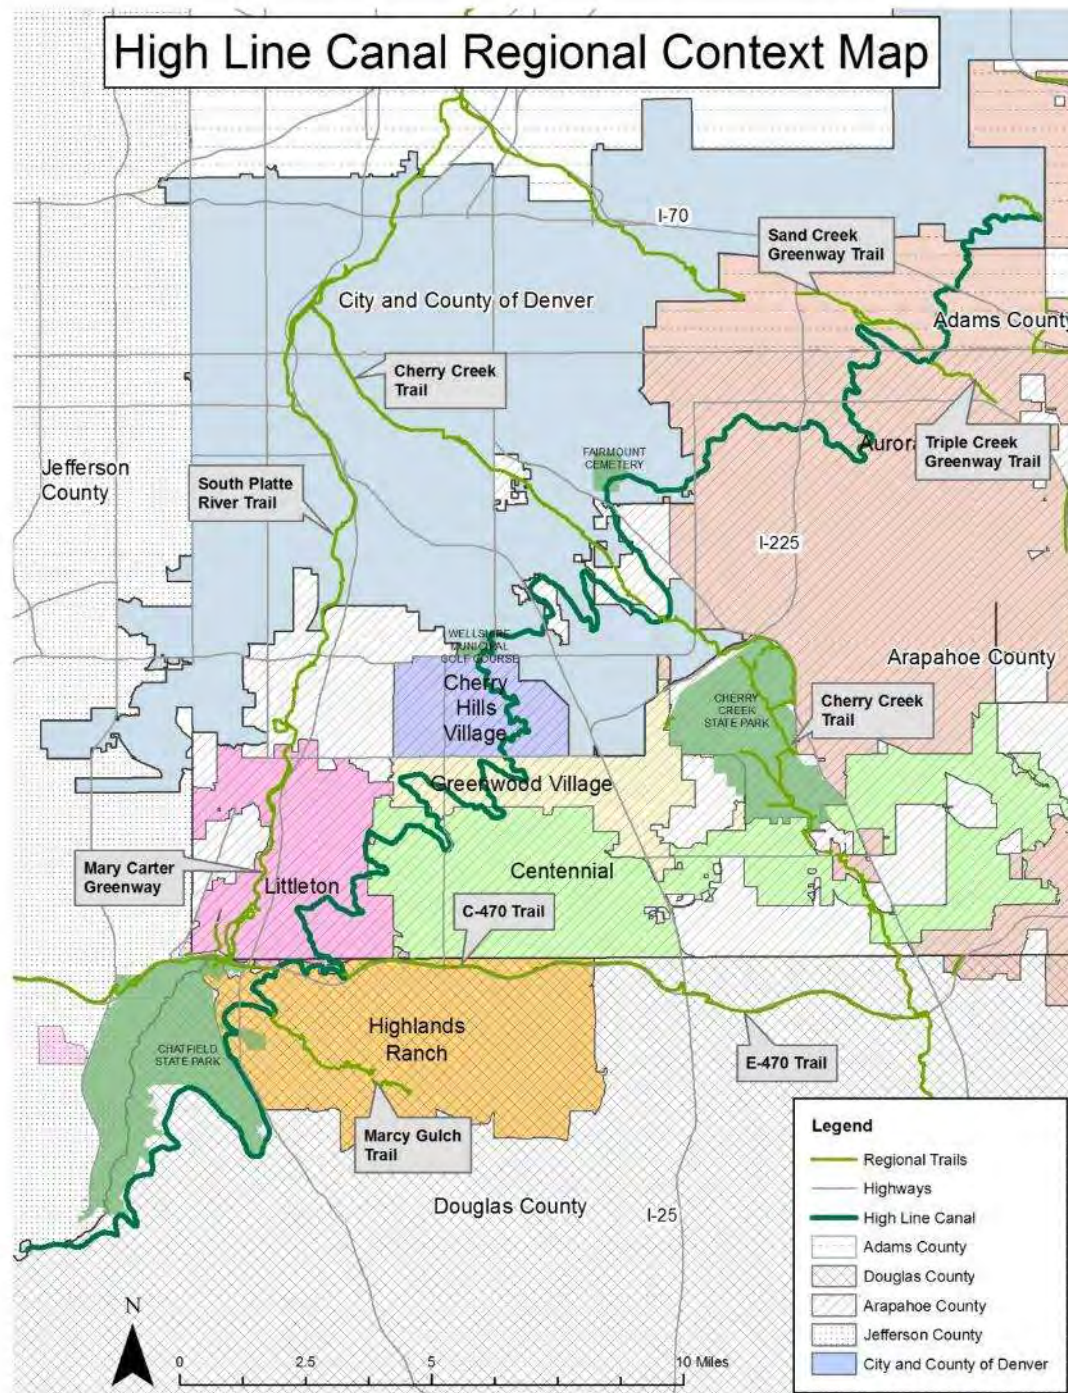 High Line Canal Regional Context Map
I-70
Sand Creek
Greenway Trail
City and County of Denver
Adams County
Cherry Creek
Trail
FAIRMOUNT
CEMETERY
Aurora
Triple Creek
Greenway Trail
Jefferson
County
South Platte
River Trail
I-225
WELLSHIRE
MUNICIPAL
GOLF COURSE
Arapahoe County
Cherry
Hills
Village
CHERRY
CREEK
STATE PARK
Cherry Creek
Trail
Greenwood Village
Mary Carter
Greenway
Littleton
Centennial
C-470 Trail
Highlands
Ranch
CHATFIELD
STATE PARK
E-470 Trail
Marcy Gulch
Trail
Douglas County
I-25
Legend
Regional Trails
Highways
High Line Canal
Adams County
Douglas County
Arapahoe County
Jefferson County
City and County of Denver
N
0 2.5 5 10 Miles